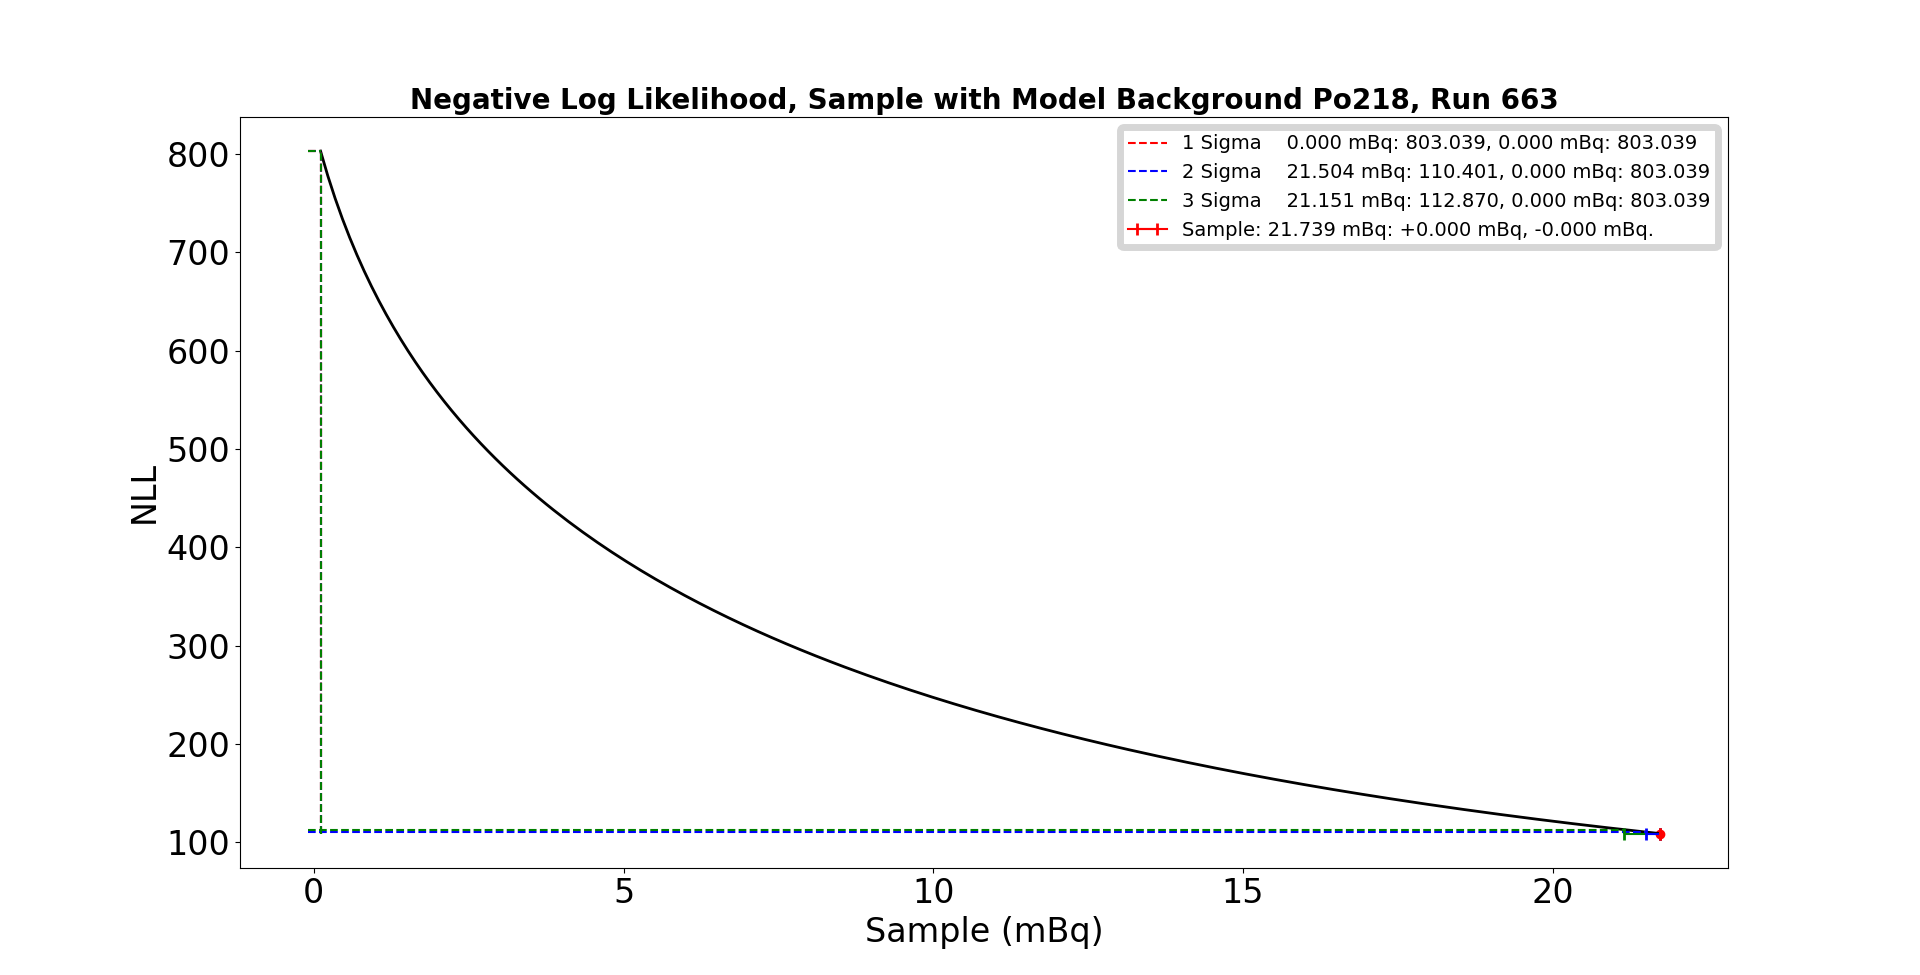 Negative Log Likelihood, Sample with Model Background Po218, Run 663
1 Sigma    0.000 mBq: 803.039, 0.000 mBq: 803.039
2 Sigma    21.504 mBq: 110.401, 0.000 mBq: 803.039
3 Sigma    21.151 mBq: 112.870, 0.000 mBq: 803.039
Sample: 21.739 mBq: +0.000 mBq, -0.000 mBq.
NLL
800
700
600
500
400
300
200
100
0 5 10 15 20
Sample (mBq)